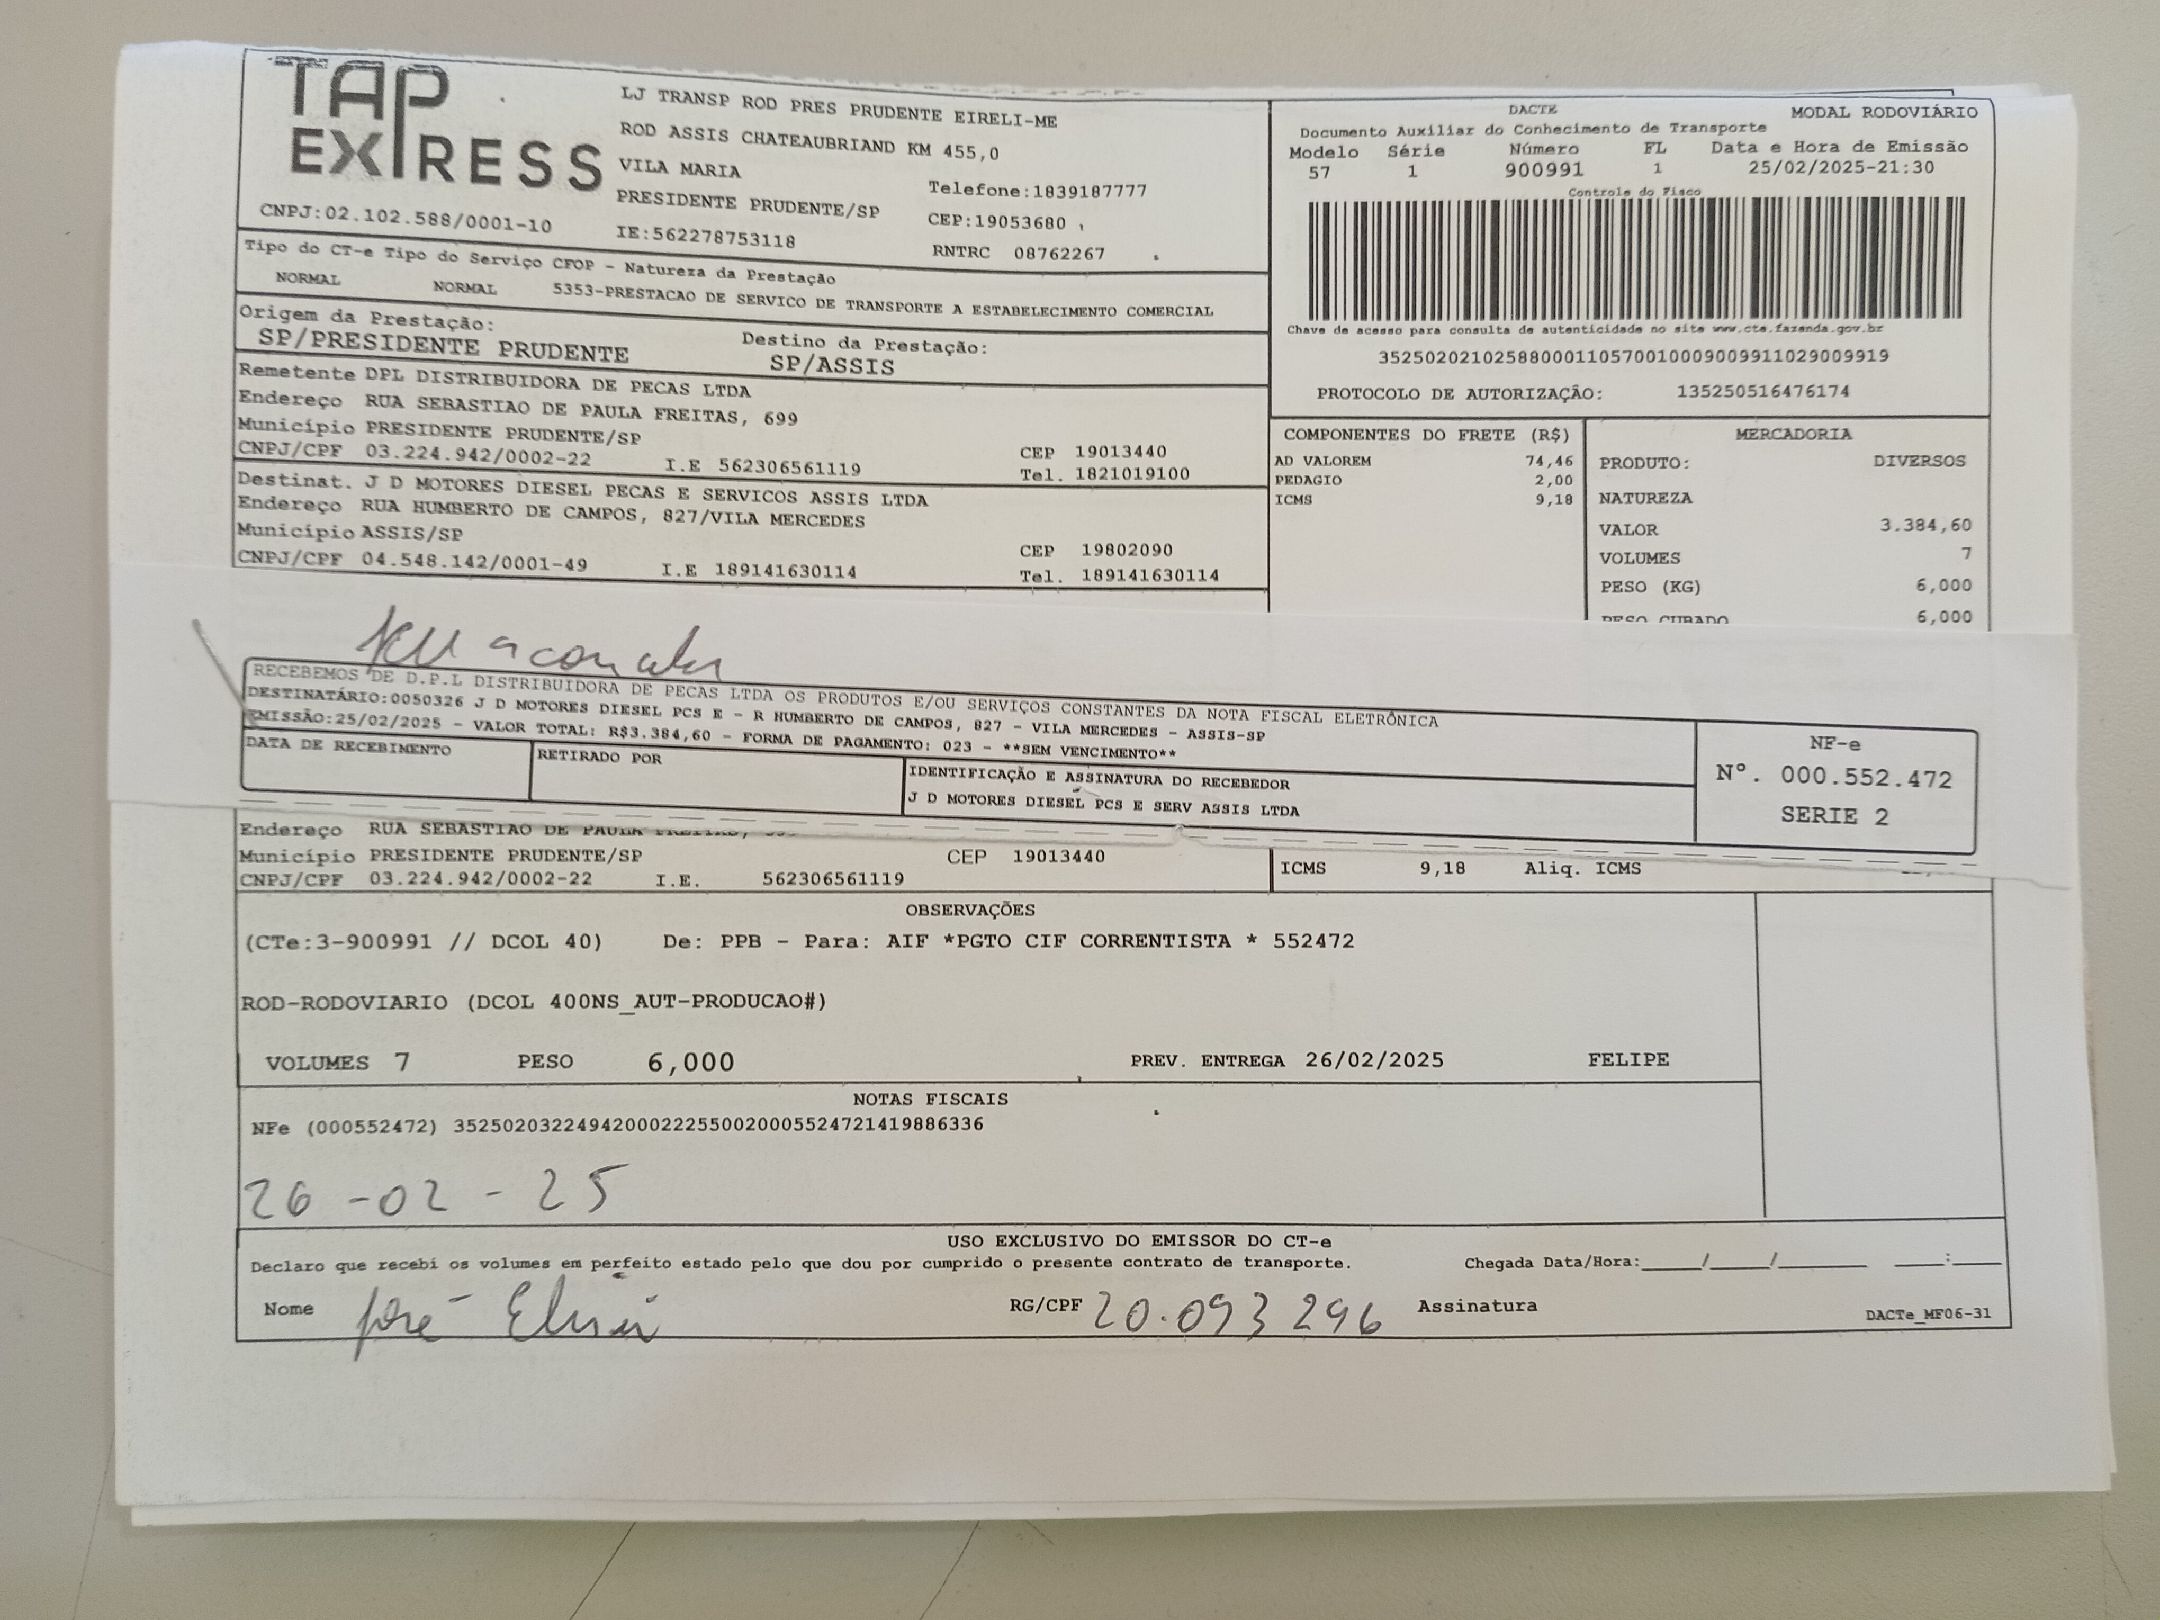 TAP
EXPRESS
CNPJ:02.102.588/0001-10
LJ TRANSP ROD PRES PRUDENTE EIRELI-ME
ROD ASSIS CHATEAUBRIAND KM 455,0
VILA MARIA
PRESIDENTE PRUDENTE/SP
IE:562278753118
Telefone:1839187777
CEP:19053680
RNTRC 08762267
DACTE MODAL RODOVIÁRIO
Documento Auxiliar do Conhecimento de Transporte
Modelo Série Número FL Data e Hora de Emissão
57 1 900991 1 25/02/2025-21:30
Controle do Fisco
Chave de acesso para consulta de autenticidade no site www.cte.fazenda.gov.br
35250202102588000110570010009009911029009919
PROTOCOLO DE AUTORIZAÇÃO: 135250516476174
Tipo do CT-e Tipo do Serviço CFOP - Natureza da Prestação
NORMAL NORMAL 5353-PRESTACAO DE SERVICO DE TRANSPORTE A ESTABELECIMENTO COMERCIAL
Origem da Prestação: Destino da Prestação:
SP/PRESIDENTE PRUDENTE SP/ASSIS
Remetente DPL DISTRIBUIDORA DE PECAS LTDA
Endereço RUA SEBASTIAO DE PAULA FREITAS, 699
Município PRESIDENTE PRUDENTE/SP CEP 19013440
CNPJ/CPF 03.224.942/0002-22 I.E 562306561119 Tel. 1821019100
Destinat. J D MOTORES DIESEL PECAS E SERVICOS ASSIS LTDA
Endereço RUA HUMBERTO DE CAMPOS, 827/VILA MERCEDES
Município ASSIS/SP CEP 19802090
CNPJ/CPF 04.548.142/0001-49 I.E 189141630114 Tel. 189141630114
COMPONENTES DO FRETE (R$)
AD VALOREM 74,46
PEDAGIO 2,00
ICMS 9,18
MERCADORIA
PRODUTO: DIVERSOS
NATUREZA
VALOR 3.384,60
VOLUMES 7
PESO (KG) 6,000
PESO CUBADO 6,000
RECEBEMOS DE D.P.L DISTRIBUIDORA DE PECAS LTDA OS PRODUTOS E/OU SERVIÇOS CONSTANTES DA NOTA FISCAL ELETRÔNICA
DESTINATÁRIO:0050326 J D MOTORES DIESEL PCS E - R HUMBERTO DE CAMPOS, 827 - VILA MERCEDES - ASSIS-SP
EMISSÃO:25/02/2025 - VALOR TOTAL: R$3.384,60 - FORMA DE PAGAMENTO: 023 - **SEM VENCIMENTO**
DATA DE RECEBIMENTO RETIRADO POR IDENTIFICAÇÃO E ASSINATURA DO RECEBEDOR
J D MOTORES DIESEL PCS E SERV ASSIS LTDA
NF-e
Nº. 000.552.472
SERIE 2
Endereço RUA SEBASTIAO DE PAULA
Município PRESIDENTE PRUDENTE/SP CEP 19013440
CNPJ/CPF 03.224.942/0002-22 I.E. 562306561119
ICMS 9,18 Aliq. ICMS
OBSERVAÇÕES
(CTe:3-900991 // DCOL 40) De: PPB - Para: AIF *PGTO CIF CORRENTISTA * 552472
ROD-RODOVIARIO (DCOL 400NS_AUT-PRODUCAO#)
VOLUMES 7 PESO 6,000 PREV. ENTREGA 26/02/2025 FELIPE
NOTAS FISCAIS
NFe (000552472) 35250203224942000222550020005524721419886336
26-02-25
USO EXCLUSIVO DO EMISSOR DO CT-e
Declaro que recebi os volumes em perfeito estado pelo que dou por cumprido o presente contrato de transporte. Chegada Data/Hora:____/____/______ ___:___
Nome José RG/CPF 20.093 296 Assinatura
DACTe_MF06-31